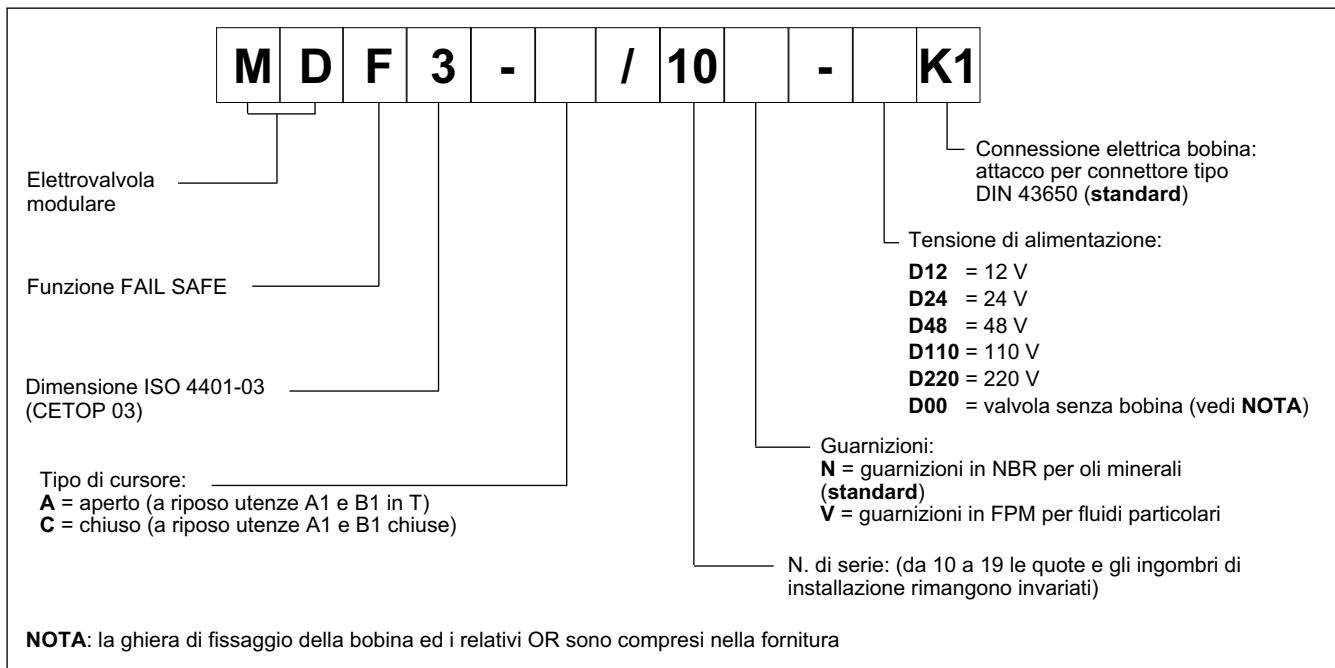 M D F 3 - / 10 - K1
Connessione elettrica bobina:
attacco per connettore tipo
DIN 43650 (standard)
Elettrovalvola
modulare
Tensione di alimentazione:
D12 = 12 V
D24 = 24 V
D48 = 48 V
D110 = 110 V
D220 = 220 V
D00 = valvola senza bobina (vedi NOTA)
Funzione FAIL SAFE
Dimensione ISO 4401-03
(CETOP 03)
Guarnizioni:
N = guarnizioni in NBR per oli minerali
(standard)
V = guarnizioni in FPM per fluidi particolari
Tipo di cursore:
A = aperto (a riposo utenze A1 e B1 in T)
C = chiuso (a riposo utenze A1 e B1 chiuse)
N. di serie: (da 10 a 19 le quote e gli ingombri di
installazione rimangono invariati)
NOTA: la ghiera di fissaggio della bobina ed i relativi OR sono compresi nella fornitura